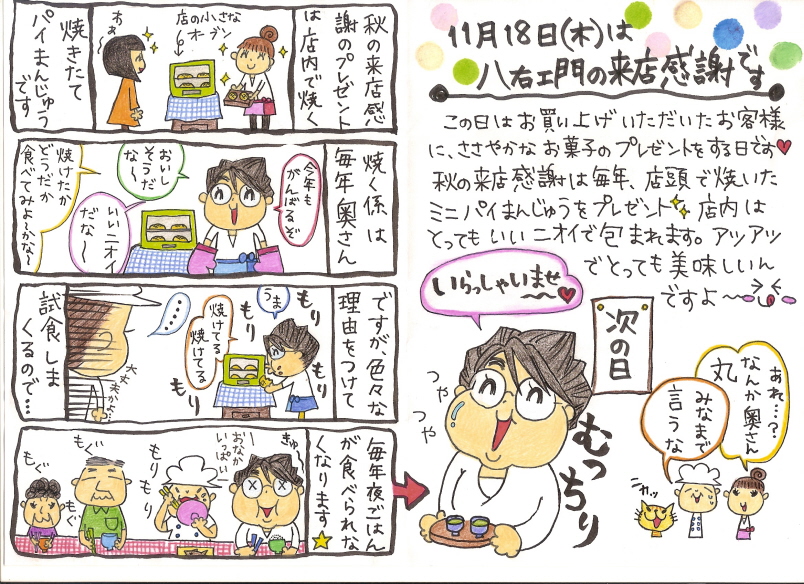 11月18日(木)は
八右エ門の来店感謝です
この日はお買い上げいただいたお客様
に、ささやかなお菓子のプレゼントをする日です♥
秋の来店感謝は毎年、店頭で焼いた
ミニパイまんじゅうをプレゼント 店内は
とってもいいニオイで包まれます。アツアツ
でとっても美味しいん
ですよ〜
秋の来店感
謝のプレゼント
は店内で焼く
店の小さな
オーブン
焼きたて
パイまんじゅう
です
焼く係は
毎年奥さん
今年も
がんばるぞ
おいし
そうだ
な〜
いいニオイ
だな〜
焼けたか
どうだか
食べてみよ〜かな〜
ですが、色々な
理由をつけて
もり
もり
もり
うま
焼けてる
焼けてる
・・・・
試食しま
くるので…
毎年夜ごはん
が食べられな
くなります☆
きゅ〜
おなか
いっぱい
もり
もり
もぐ
もぐ
もぐ
いらっしゃいませ
〜♥
次の日
つや
つや
むっちり
あれ…?
なんか奥さん
丸
みなまで
言うな
ニカッ